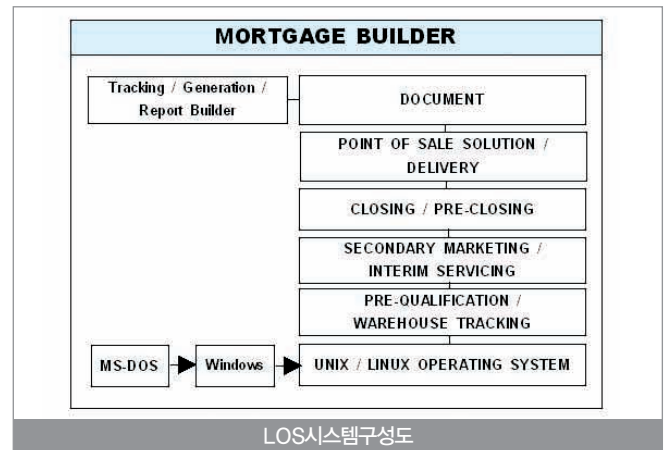 MORTGAGE BUILDER
Tracking / Generation /
Report Builder
DOCUMENT
POINT OF SALE SOLUTION /
DELIVERY
CLOSING / PRE-CLOSING
SECONDARY MARKETING /
INTERIM SERVICING
PRE-QUALIFICATION /
WAREHOUSE TRACKING
MS-DOS
Windows
UNIX / LINUX OPERATING SYSTEM
LOS시스템구성도